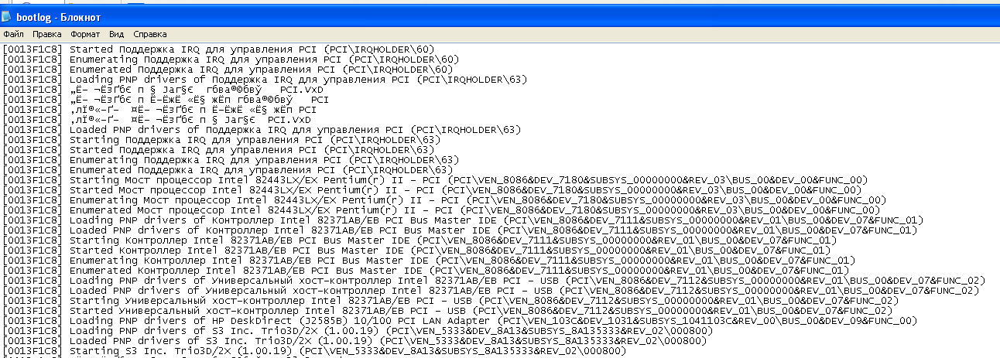 bootlog - Блокнот
Файл Правка Формат Вид Справка
[0013F1C8] Started Поддержка IRQ для управления PCI (PCI\IRQHOLDER\60)
[0013F1C8] Enumerating Поддержка IRQ для управления PCI (PCI\IRQHOLDER\60)
[0013F1C8] Enumerated Поддержка IRQ для управления PCI (PCI\IRQHOLDER\60)
[0013F1C8] Loading PNP drivers of Поддержка IRQ для управления PCI (PCI\IRQHOLDER\63)
[0013F1C8] PCI.VxD
[0013F1C8] PCI
[0013F1C8] PCI
[0013F1C8] PCI.VxD
[0013F1C8] Loaded PNP drivers of Поддержка IRQ для управления PCI (PCI\IRQHOLDER\63)
[0013F1C8] Starting Поддержка IRQ для управления PCI (PCI\IRQHOLDER\63)
[0013F1C8] Started Поддержка IRQ для управления PCI (PCI\IRQHOLDER\63)
[0013F1C8] Enumerating Поддержка IRQ для управления PCI (PCI\IRQHOLDER\63)
[0013F1C8] Enumerated Поддержка IRQ для управления PCI (PCI\IRQHOLDER\63)
[0013F1C8] Starting Мост процессор Intel 82443LX/EX Pentium(r) II - PCI (PCI\VEN_8086&DEV_7180&SUBSYS_00000000&REV_03\BUS_00&DEV_00&FUNC_00)
[0013F1C8] Started Мост процессор Intel 82443LX/EX Pentium(r) II - PCI (PCI\VEN_8086&DEV_7180&SUBSYS_00000000&REV_03\BUS_00&DEV_00&FUNC_00)
[0013F1C8] Enumerating Мост процессор Intel 82443LX/EX Pentium(r) II - PCI (PCI\VEN_8086&DEV_7180&SUBSYS_00000000&REV_03\BUS_00&DEV_00&FUNC_00)
[0013F1C8] Enumerated Мост процессор Intel 82443LX/EX Pentium(r) II - PCI (PCI\VEN_8086&DEV_7180&SUBSYS_00000000&REV_03\BUS_00&DEV_00&FUNC_00)
[0013F1C8] Loading PNP drivers of Контроллер Intel 82371AB/EB PCI Bus Master IDE (PCI\VEN_8086&DEV_7111&SUBSYS_00000000&REV_01\BUS_00&DEV_07&FUNC_01)
[0013F1C8] Loaded PNP drivers of Контроллер Intel 82371AB/EB PCI Bus Master IDE (PCI\VEN_8086&DEV_7111&SUBSYS_00000000&REV_01\BUS_00&DEV_07&FUNC_01)
[0013F1C8] Starting Контроллер Intel 82371AB/EB PCI Bus Master IDE (PCI\VEN_8086&DEV_7111&SUBSYS_00000000&REV_01\BUS_00&DEV_07&FUNC_01)
[0013F1C8] Started Контроллер Intel 82371AB/EB PCI Bus Master IDE (PCI\VEN_8086&DEV_7111&SUBSYS_00000000&REV_01\BUS_00&DEV_07&FUNC_01)
[0013F1C8] Enumerating Контроллер Intel 82371AB/EB PCI Bus Master IDE (PCI\VEN_8086&DEV_7111&SUBSYS_00000000&REV_01\BUS_00&DEV_07&FUNC_01)
[0013F1C8] Enumerated Контроллер Intel 82371AB/EB PCI Bus Master IDE (PCI\VEN_8086&DEV_7111&SUBSYS_00000000&REV_01\BUS_00&DEV_07&FUNC_01)
[0013F1C8] Loading PNP drivers of Универсальный хост-контроллер Intel 82371AB/EB PCI - USB (PCI\VEN_8086&DEV_7112&SUBSYS_00000000&REV_01\BUS_00&DEV_07&FUNC_02)
[0013F1C8] Loaded PNP drivers of Универсальный хост-контроллер Intel 82371AB/EB PCI - USB (PCI\VEN_8086&DEV_7112&SUBSYS_00000000&REV_01\BUS_00&DEV_07&FUNC_02)
[0013F1C8] Starting Универсальный хост-контроллер Intel 82371AB/EB PCI - USB (PCI\VEN_8086&DEV_7112&SUBSYS_00000000&REV_01\BUS_00&DEV_07&FUNC_02)
[0013F1C8] Started Универсальный хост-контроллер Intel 82371AB/EB PCI - USB (PCI\VEN_8086&DEV_7112&SUBSYS_00000000&REV_01\BUS_00&DEV_07&FUNC_02)
[0013F1C8] Loading PNP drivers of HP DeskDirect (J2585B) 10/100 PCI LAN Adapter (PCI\VEN_103C&DEV_1031&SUBSYS_1041103C&REV_00\BUS_00&DEV_09&FUNC_00)
[0013F1C8] Loading PNP drivers of S3 Inc. Trio3D/2X (1.00.19) (PCI\VEN_5333&DEV_8A13&SUBSYS_8A135333&REV_02\000800)
[0013F1C8] Loaded PNP drivers of S3 Inc. Trio3D/2X (1.00.19) (PCI\VEN_5333&DEV_8A13&SUBSYS_8A135333&REV_02\000800)
[0013F1C8] Starting S3 Inc. Trio3D/2X (1.00.19) (PCI\VEN_5333&DEV_8A13&SUBSYS_8A135333&REV_02\000800)